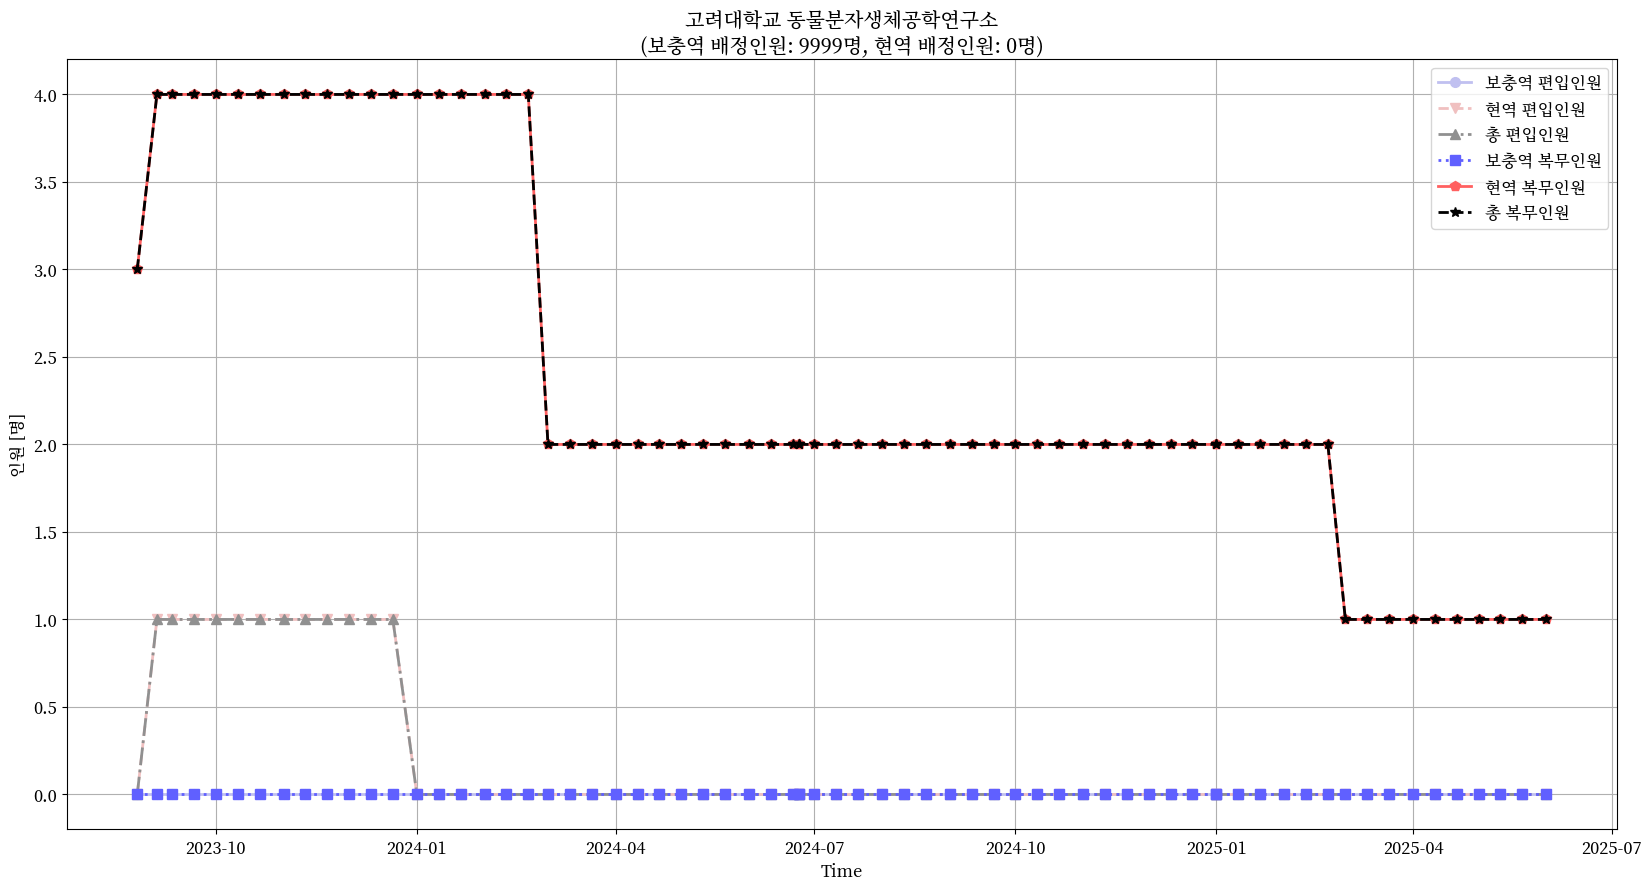 고려대학교 동물분자생체공학연구소
(보충역 배정인원: 9999명, 현역 배정인원: 0명)
인원 [명]
4.0
3.5
3.0
2.5
2.0
1.5
1.0
0.5
0.0
보충역 편입인원
현역 편입인원
총 편입인원
보충역 복무인원
현역 복무인원
총 복무인원
2023-10
2024-01
2024-04
2024-07
2024-10
2025-01
2025-04
2025-07
Time